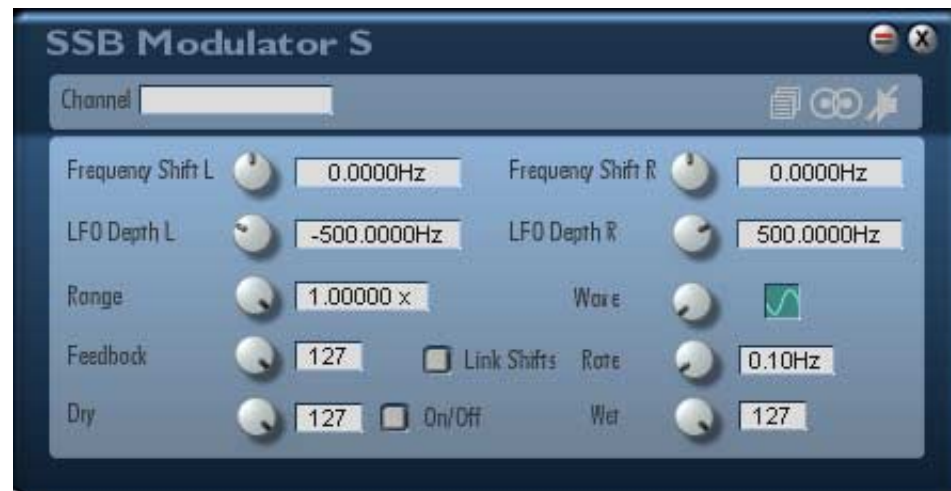 SSB Modulator S
Channel
Frequency Shift L 0.0000Hz Frequency Shift R 0.0000Hz
LFO Depth L -500.0000Hz LFO Depth R 500.0000Hz
Range 1.00000 x Wave
Feedback 127 Link Shifts Rate 0.10Hz
Dry 127 On/Off Wet 127